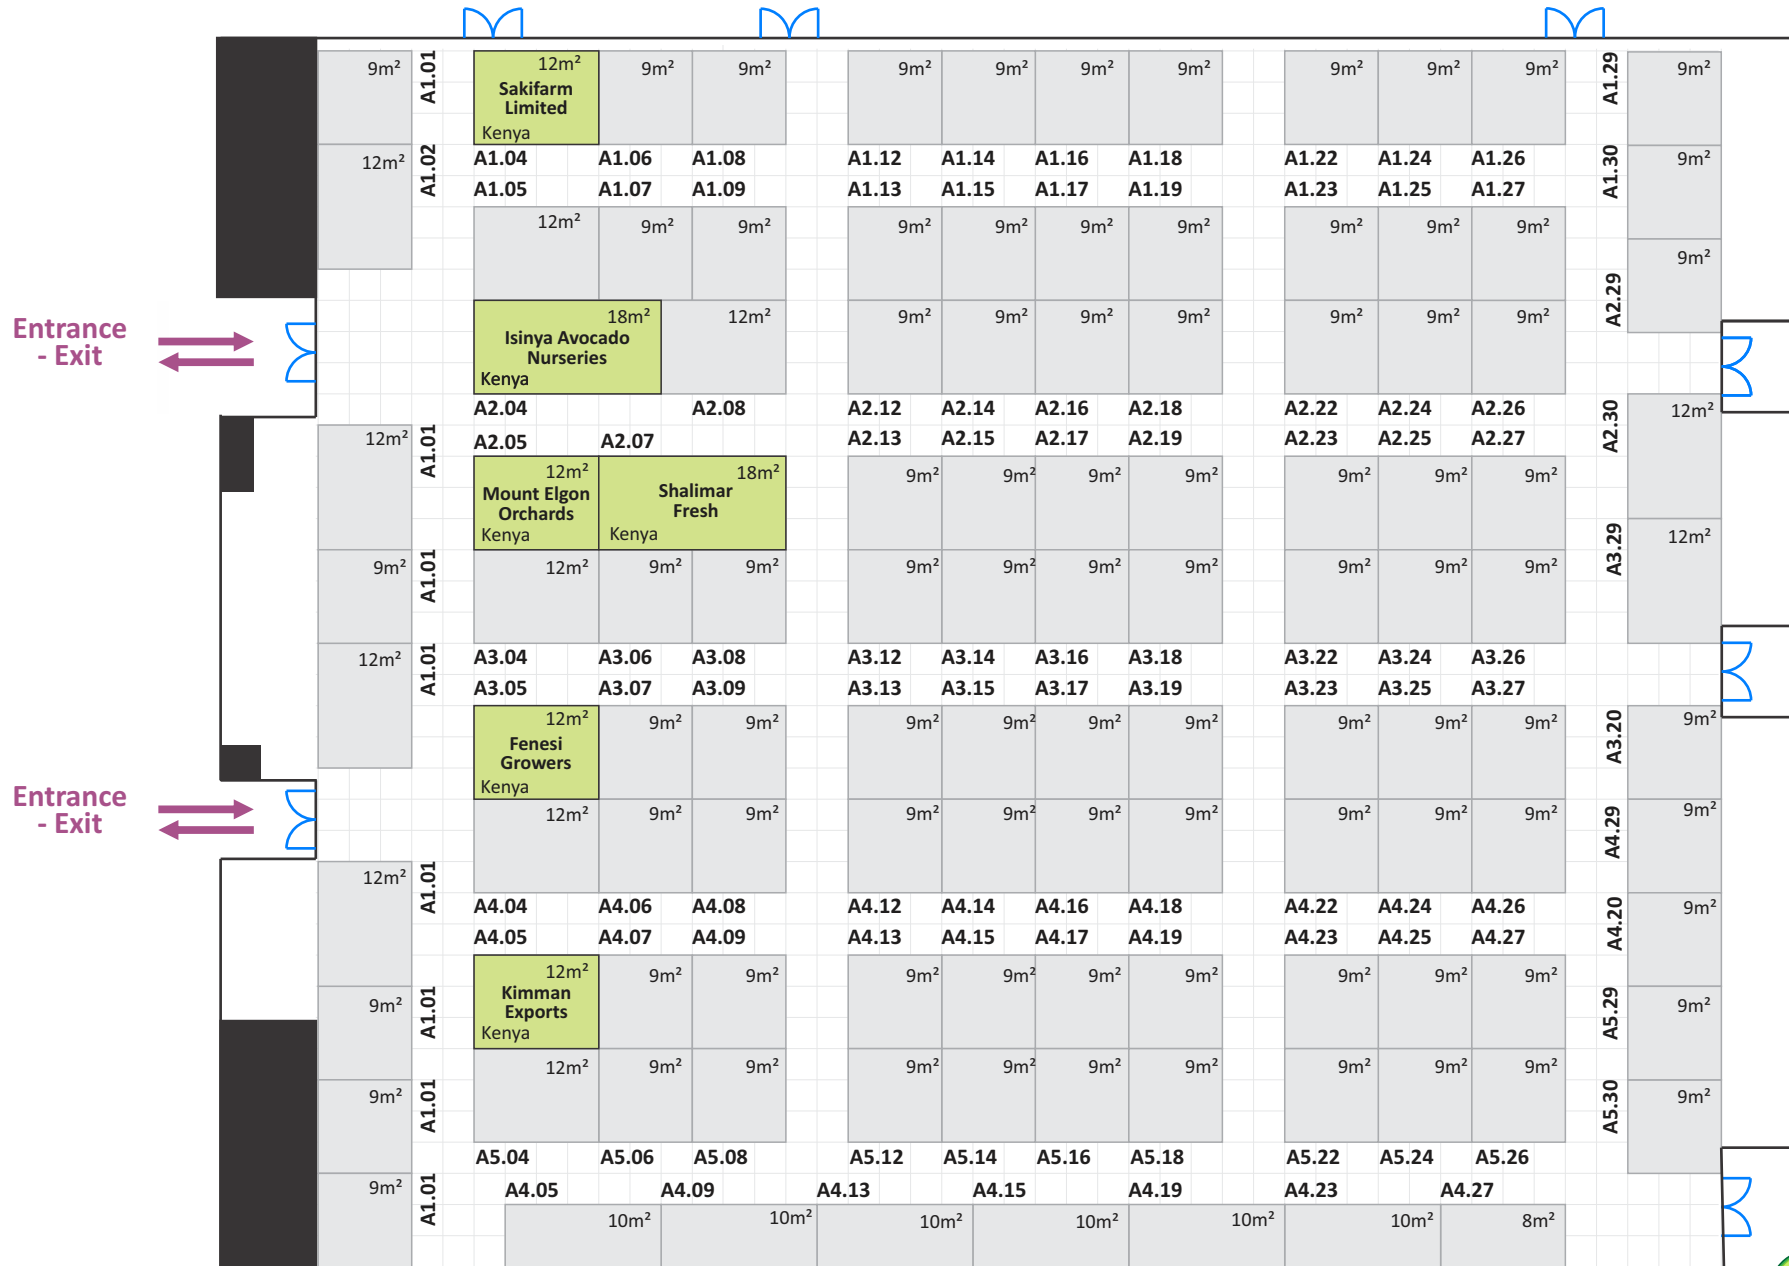 9m² A1.01 12m² 9m² 9m² 9m² 9m² 9m² 9m² 9m² 9m² 9m² A1.29 9m²
Sakifarm
Limited
Kenya
12m² A1.02 A1.04 A1.06 A1.08 A1.12 A1.14 A1.16 A1.18 A1.22 A1.24 A1.26 A1.30 9m²
A1.05 A1.07 A1.09 A1.13 A1.15 A1.17 A1.19 A1.23 A1.25 A1.27
12m² 9m² 9m² 9m² 9m² 9m² 9m² 9m² 9m² 9m²
A2.29 9m²
18m² 12m² 9m² 9m² 9m² 9m² 9m² 9m² 9m²
Entrance
- Exit
Isinya Avocado
Nurseries
Kenya
A2.04 A2.08 A2.12 A2.14 A2.16 A2.18 A2.22 A2.24 A2.26 A2.30 12m²
12m² A1.01 A2.05 A2.07 A2.13 A2.15 A2.17 A2.19 A2.23 A2.25 A2.27
12m² 18m² 9m² 9m² 9m² 9m² 9m² 9m² 9m²
Mount Elgon
Orchards
Kenya
Shalimar
Fresh
Kenya
A3.29 12m²
9m² A1.01 12m² 9m² 9m² 9m² 9m² 9m² 9m² 9m² 9m² 9m²
12m² A1.01 A3.04 A3.06 A3.08 A3.12 A3.14 A3.16 A3.18 A3.22 A3.24 A3.26
A3.05 A3.07 A3.09 A3.13 A3.15 A3.17 A3.19 A3.23 A3.25 A3.27
12m² 9m² 9m² 9m² 9m² 9m² 9m² 9m² 9m² 9m² A3.20 9m²
Fenesi
Growers
Kenya
Entrance
- Exit
12m² 9m² 9m² 9m² 9m² 9m² 9m² 9m² 9m² 9m² A4.29 9m²
12m² A1.01 A4.04 A4.06 A4.08 A4.12 A4.14 A4.16 A4.18 A4.22 A4.24 A4.26 A4.20 9m²
A4.05 A4.07 A4.09 A4.13 A4.15 A4.17 A4.19 A4.23 A4.25 A4.27
12m² 9m² 9m² 9m² 9m² 9m² 9m² 9m² 9m² 9m²
Kimman
Exports
Kenya
9m² A1.01 A5.29 9m²
12m² 9m² 9m² 9m² 9m² 9m² 9m² 9m² 9m² 9m²
9m² A1.01 A5.30 9m²
A5.04 A5.06 A5.08 A5.12 A5.14 A5.16 A5.18 A5.22 A5.24 A5.26
9m² A1.01 A4.05 A4.09 A4.13 A4.15 A4.19 A4.23 A4.27
10m² 10m² 10m² 10m² 10m² 10m² 8m²